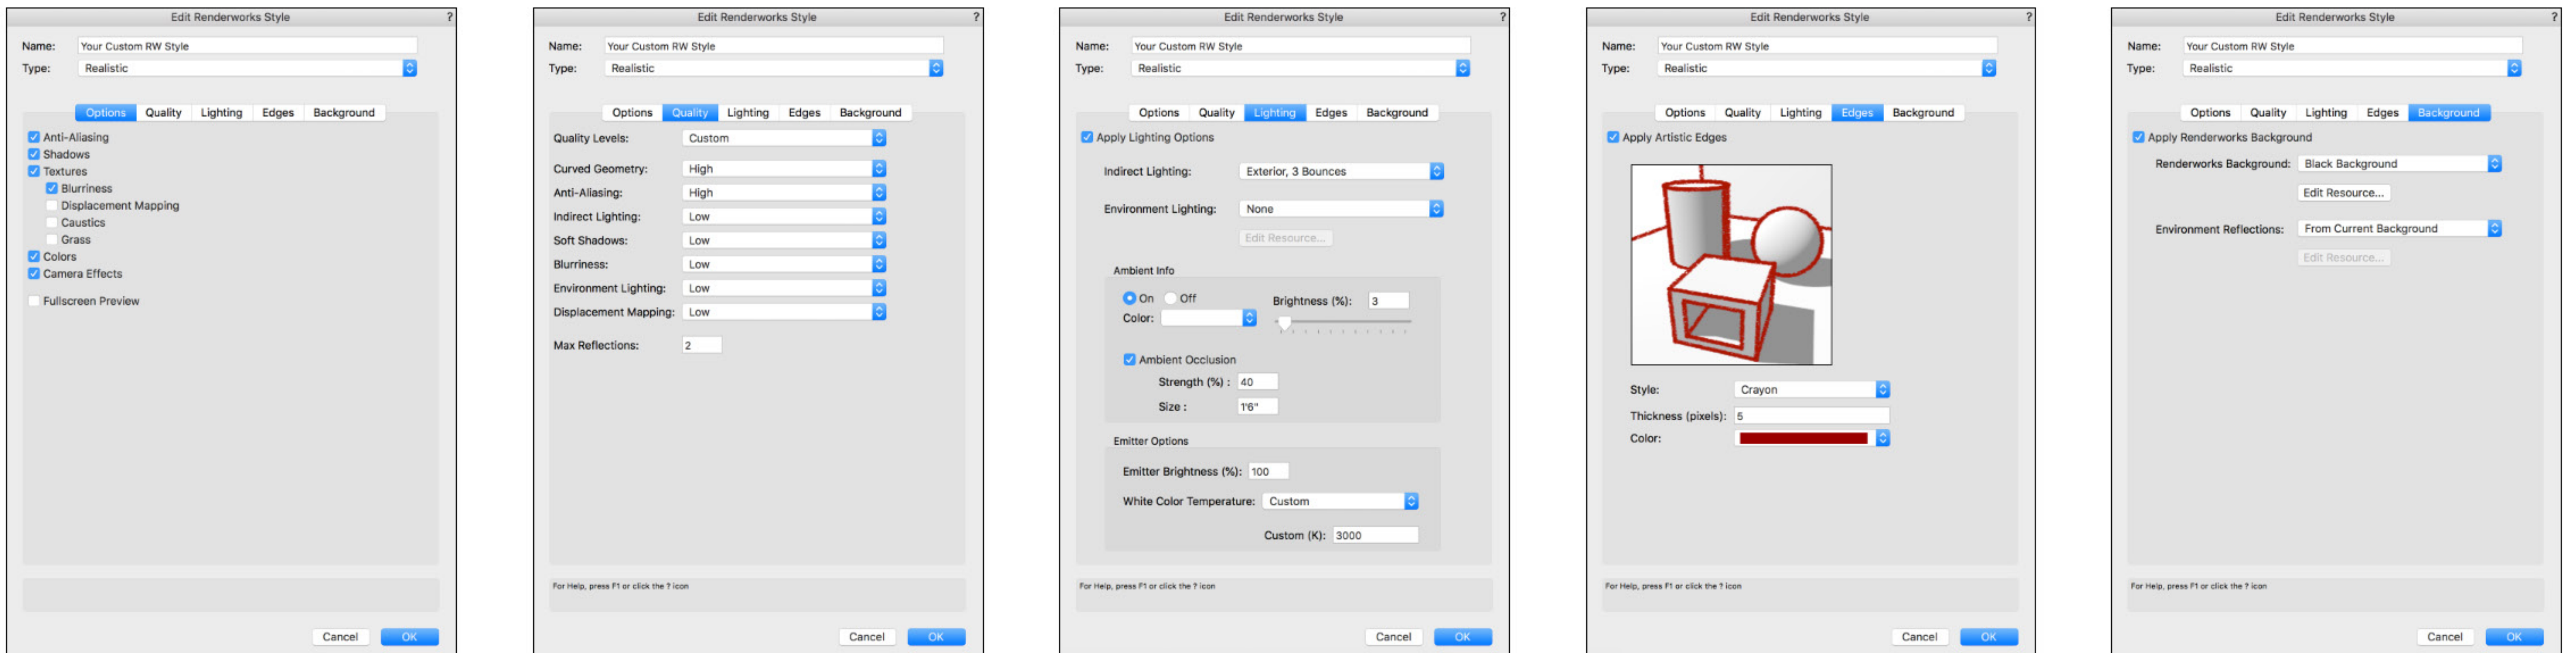 Edit Renderworks Style ?
Name: Your Custom RW Style
Type: Realistic
Options Quality Lighting Edges Background
Anti-Aliasing
Shadows
Textures
Blurriness
Displacement Mapping
Caustics
Grass
Colors
Camera Effects
Fullscreen Preview
Cancel OK
Edit Renderworks Style ?
Name: Your Custom RW Style
Type: Realistic
Options Quality Lighting Edges Background
Quality Levels: Custom
Curved Geometry: High
Anti-Aliasing: High
Indirect Lighting: Low
Soft Shadows: Low
Blurriness: Low
Environment Lighting: Low
Displacement Mapping: Low
Max Reflections: 2
For Help, press F1 or click the ? icon
Cancel OK
Edit Renderworks Style ?
Name: Your Custom RW Style
Type: Realistic
Options Quality Lighting Edges Background
Apply Lighting Options
Indirect Lighting: Exterior, 3 Bounces
Environment Lighting: None
Edit Resource...
Ambient Info
On Off Brightness (%): 3
Color:
Ambient Occlusion
Strength (%) : 40
Size : 1'6"
Emitter Options
Emitter Brightness (%): 100
White Color Temperature: Custom
Custom (K): 3000
For Help, press F1 or click the ? icon
Cancel OK
Edit Renderworks Style ?
Name: Your Custom RW Style
Type: Realistic
Options Quality Lighting Edges Background
Apply Artistic Edges
Style: Crayon
Thickness (pixels): 5
Color:
For Help, press F1 or click the ? icon
Cancel OK
Edit Renderworks Style ?
Name: Your Custom RW Style
Type: Realistic
Options Quality Lighting Edges Background
Apply Renderworks Background
Renderworks Background: Black Background
Edit Resource...
Environment Reflections: From Current Background
Edit Resource...
For Help, press F1 or click the ? icon
Cancel OK